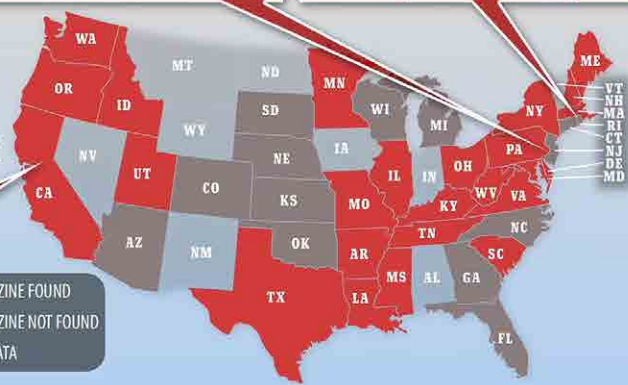 WA
OR
ID
MT
ND
MN
SD
WI
MI
WY
NE
IA
NV
UT
CO
KS
CA
AZ
NM
OK
TX
MO
AR
LA
IL
IN
OH
KY
TN
MS
AL
GA
FL
SC
NC
VA
WV
PA
NY
ME
VT
NH
MA
RI
CT
NJ
DE
MD
ZINE FOUND
ZINE NOT FOUND
ATA